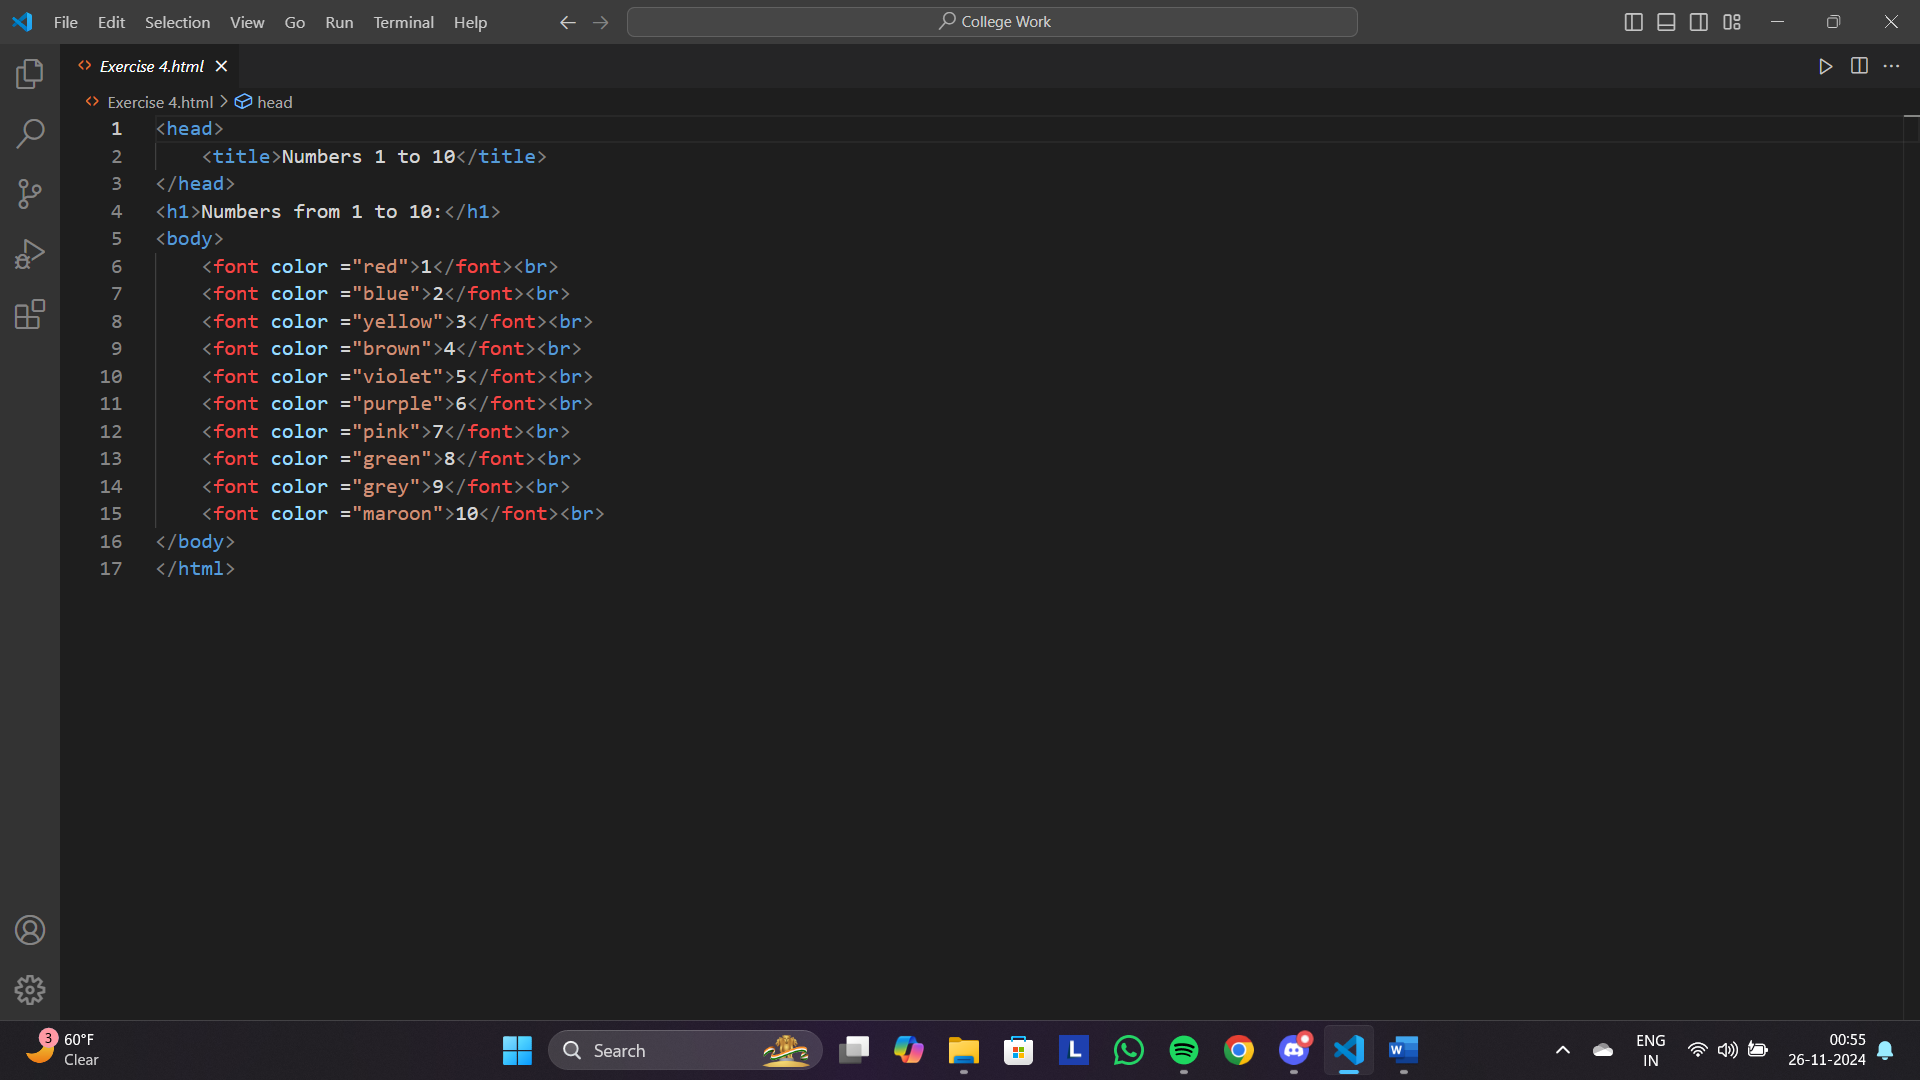 File Edit Selection View Go Run Terminal Help College Work
Exercise 4.html
Exercise 4.html > head
1 <head>
2     <title>Numbers 1 to 10</title>
3 </head>
4 <h1>Numbers from 1 to 10:</h1>
5 <body>
6     <font color ="red">1</font><br>
7     <font color ="blue">2</font><br>
8     <font color ="yellow">3</font><br>
9     <font color ="brown">4</font><br>
10     <font color ="violet">5</font><br>
11     <font color ="purple">6</font><br>
12     <font color ="pink">7</font><br>
13     <font color ="green">8</font><br>
14     <font color ="grey">9</font><br>
15     <font color ="maroon">10</font><br>
16 </body>
17 </html>
3 60°F
Clear
Search
L
W
ENG
IN
00:55
26-11-2024